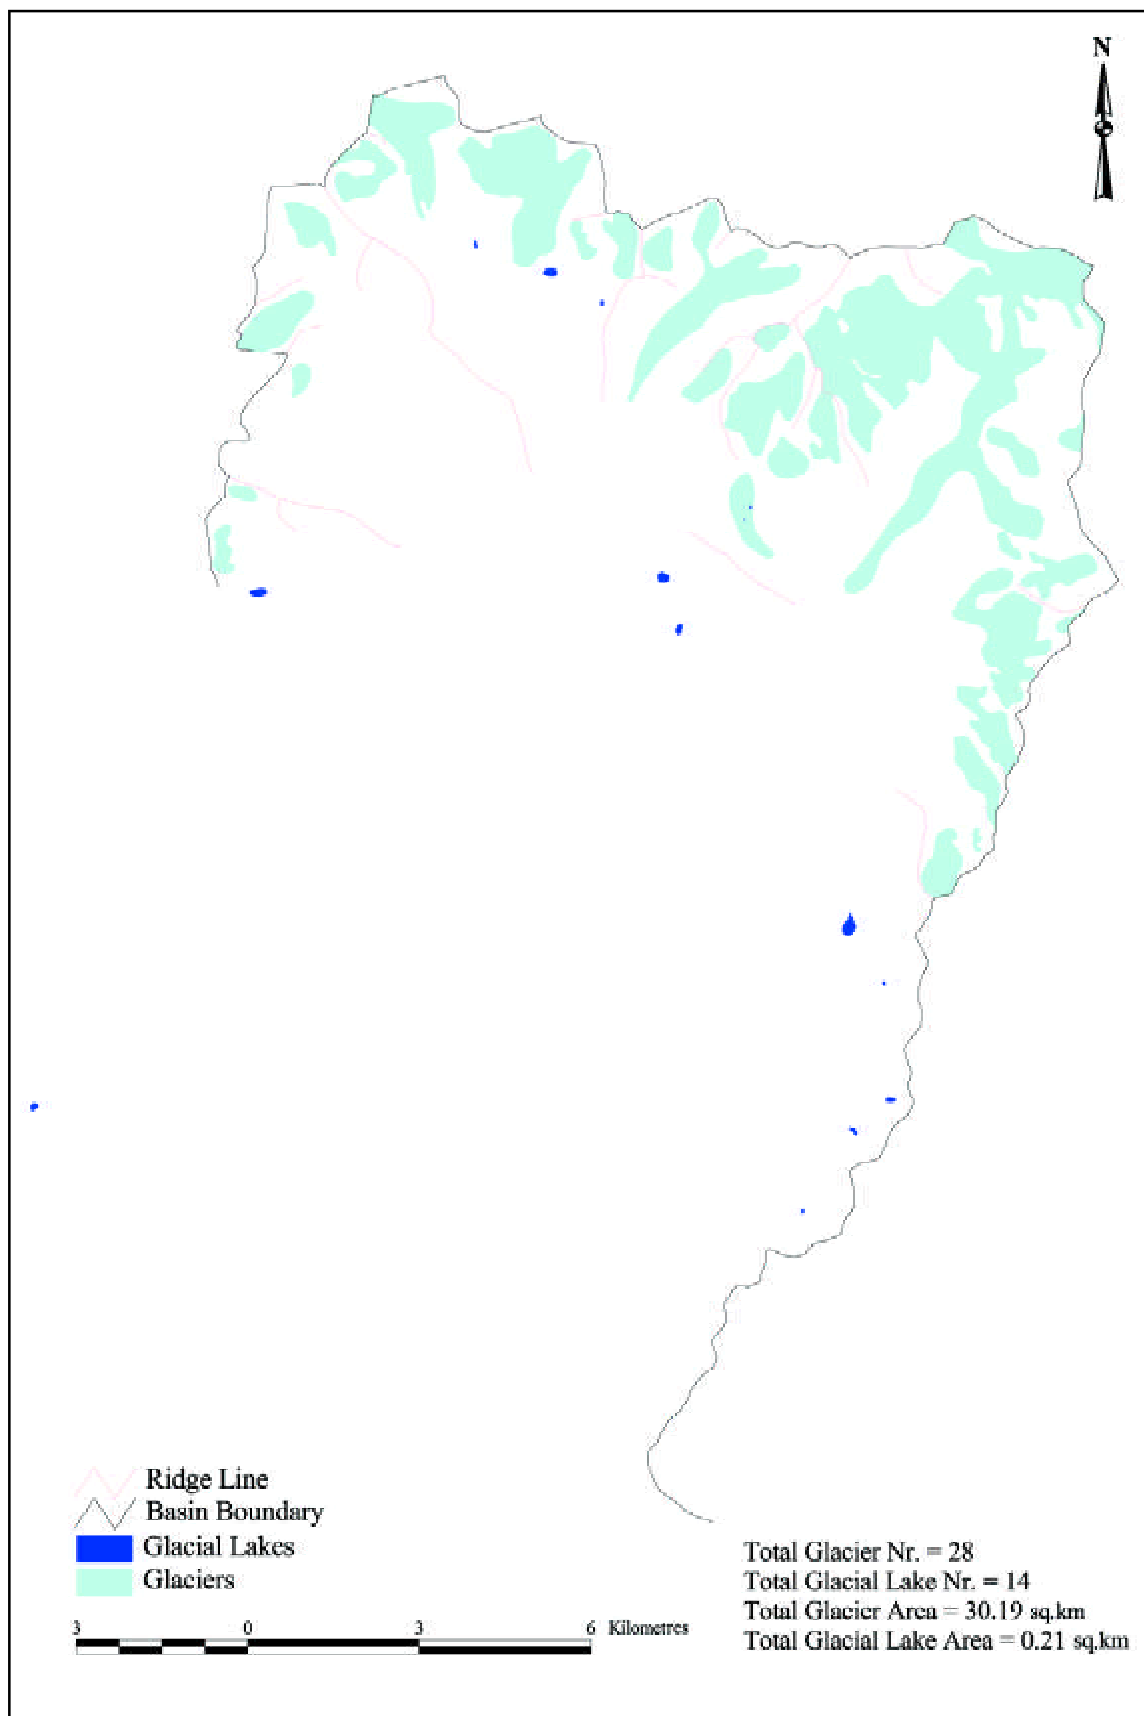 N
Ridge Line
Basin Boundary
Glacial Lakes
Glaciers
3 0 3 6 Kilometres
Total Glacier Nr. = 28
Total Glacial Lake Nr. = 14
Total Glacier Area = 30.19 sq.km
Total Glacial Lake Area = 0.21 sq.km